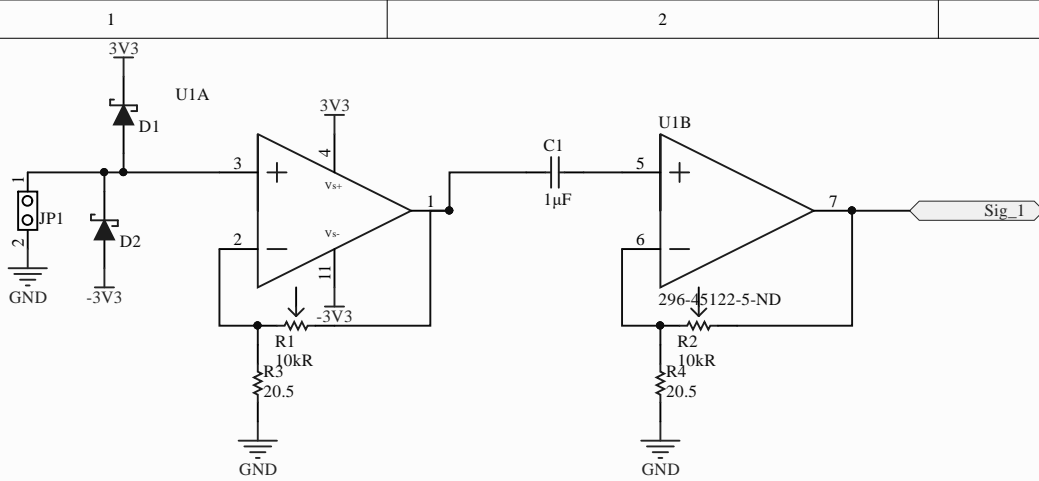 1
2
3V3
U1A
D1
3V3
4
3
Vs+
1
JP1
1
2
GND
D2
-3V3
2
Vs-
11
-3V3
R1
10kR
R3
20.5
GND
C1
1µF
U1B
5
7
6
Sig_1
296-45122-5-ND
R2
10kR
R4
20.5
GND